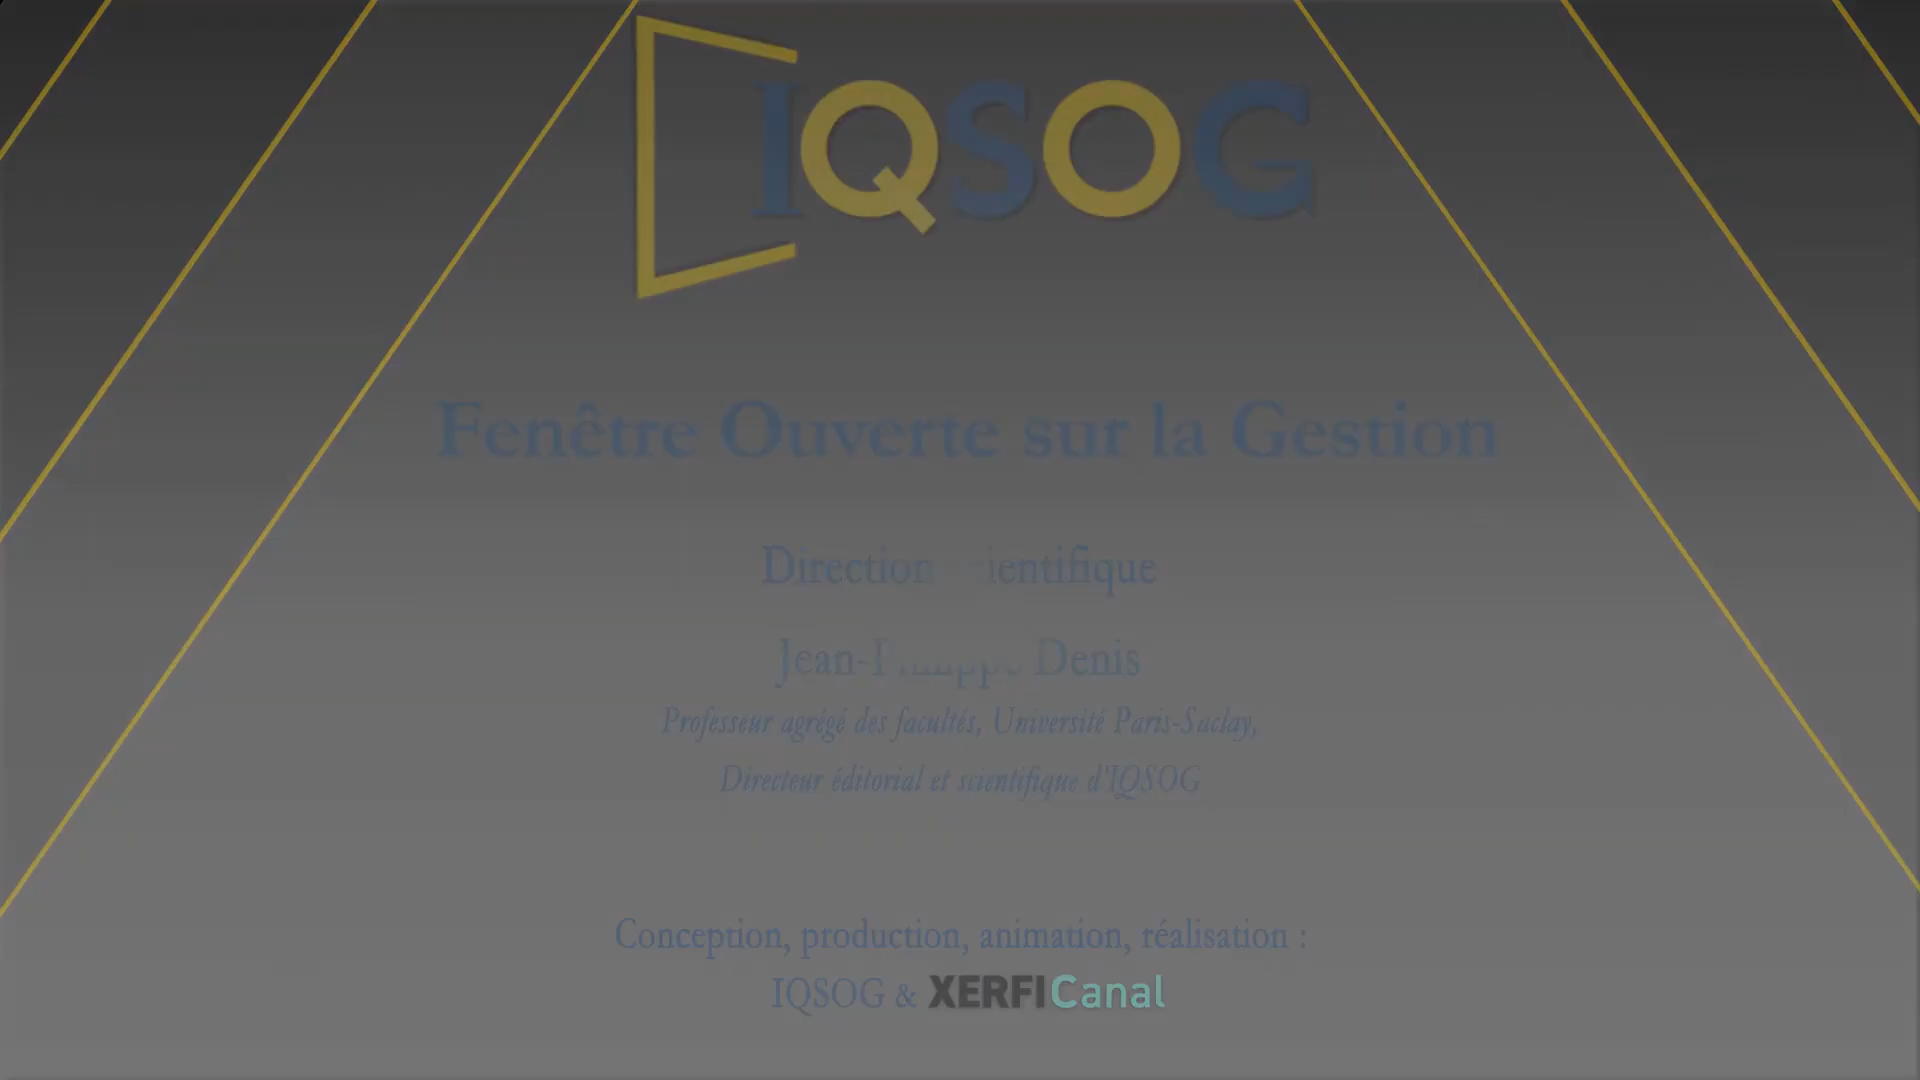 IQSOG
Fenêtre Ouverte sur la Gestion
Direction
Jean- Denis
Professeur agrégé des facultés, Université Paris-Saclay,
Directeur éditorial et scientifique d'IQSOG
Conception, production, animation, réalisation :
IQSOG & XERFI Canal